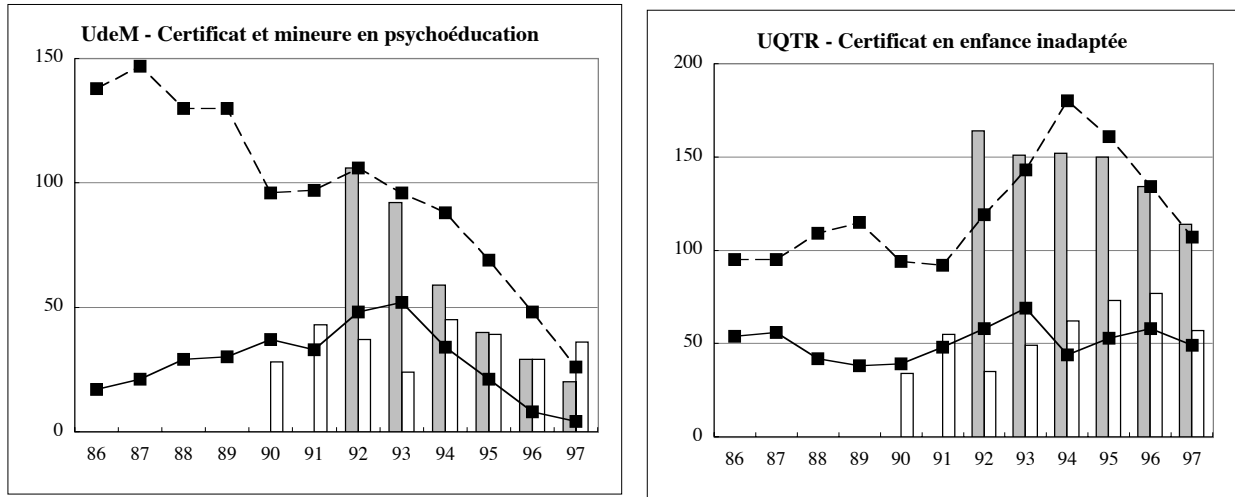 UdeM - Certificat et mineure en psychoéducation
150
100
50
0
86 87 88 89 90 91 92 93 94 95 96 97
UQTR - Certificat en enfance inadaptée
200
150
100
50
0
86 87 88 89 90 91 92 93 94 95 96 97